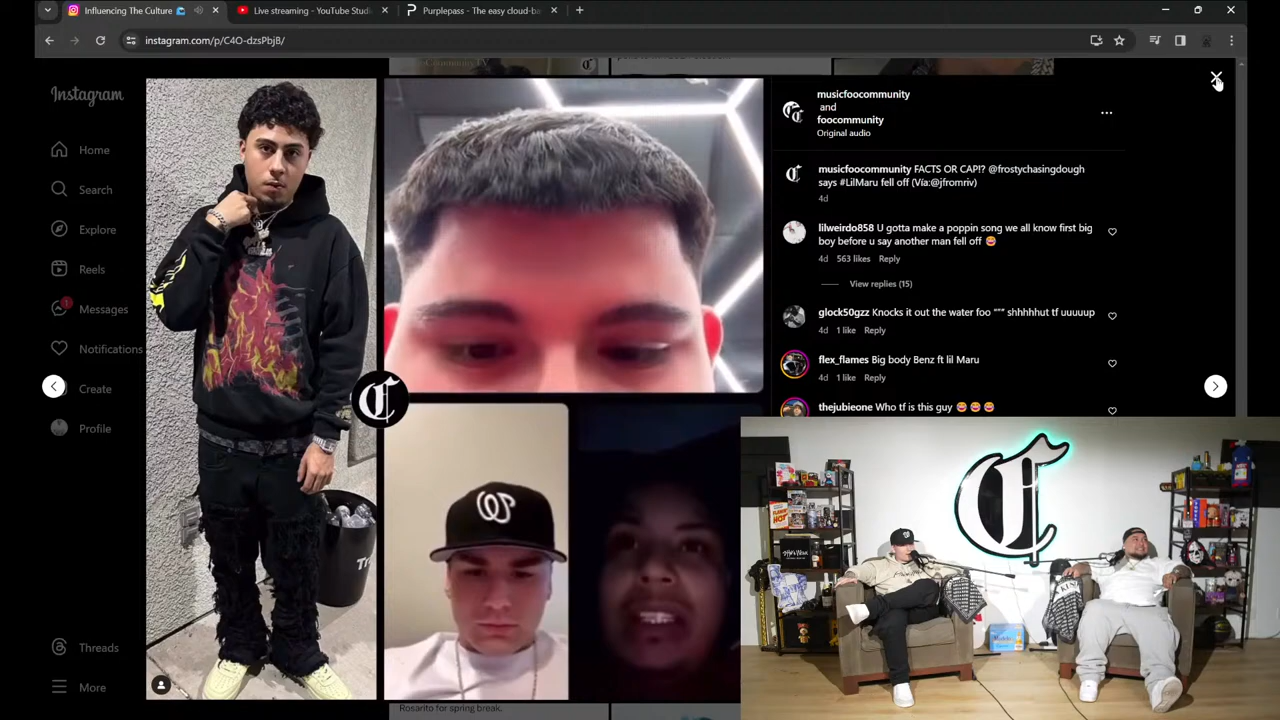 Influencing The Culture
Live streaming - YouTube Studi
Purplepass - The easy cloud-ba
instagram.com/p/C4O-dzsPbjB/
Instagram
Home
Search
Explore
Reels
1
Messages
Notifications
Create
Profile
Threads
More
musicfoocommunity
and
foocommunity
Original audio
musicfoocommunity FACTS OR CAP!? @frostychasingdough
says #LilMaru fell off (Vía:@jfromriv)
4d
lilweirdo858 U gotta make a poppin song we all know first big
boy before u say another man fell off 😂
4d 563 likes Reply
View replies (15)
glock50gzz Knocks it out the water foo """ shhhhhut tf uuuuup
4d 1 like Reply
flex_flames Big body Benz ft lil Maru
4d 1 like Reply
thejubieone Who tf is this guy 😂😂😂
C
Rosarito for spring break.